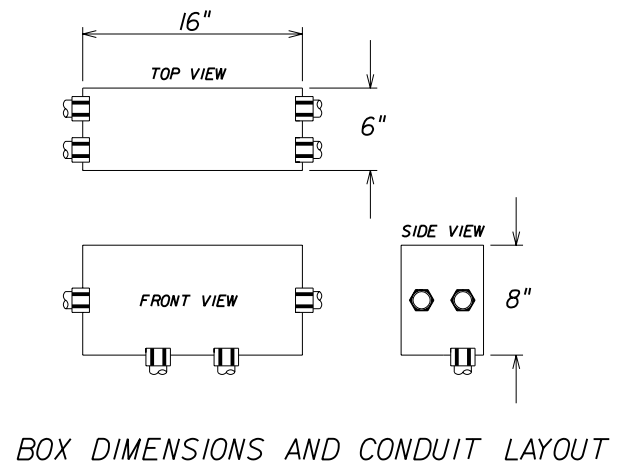 16"
TOP VIEW
6"
SIDE VIEW
FRONT VIEW
8"
BOX DIMENSIONS AND CONDUIT LAYOUT